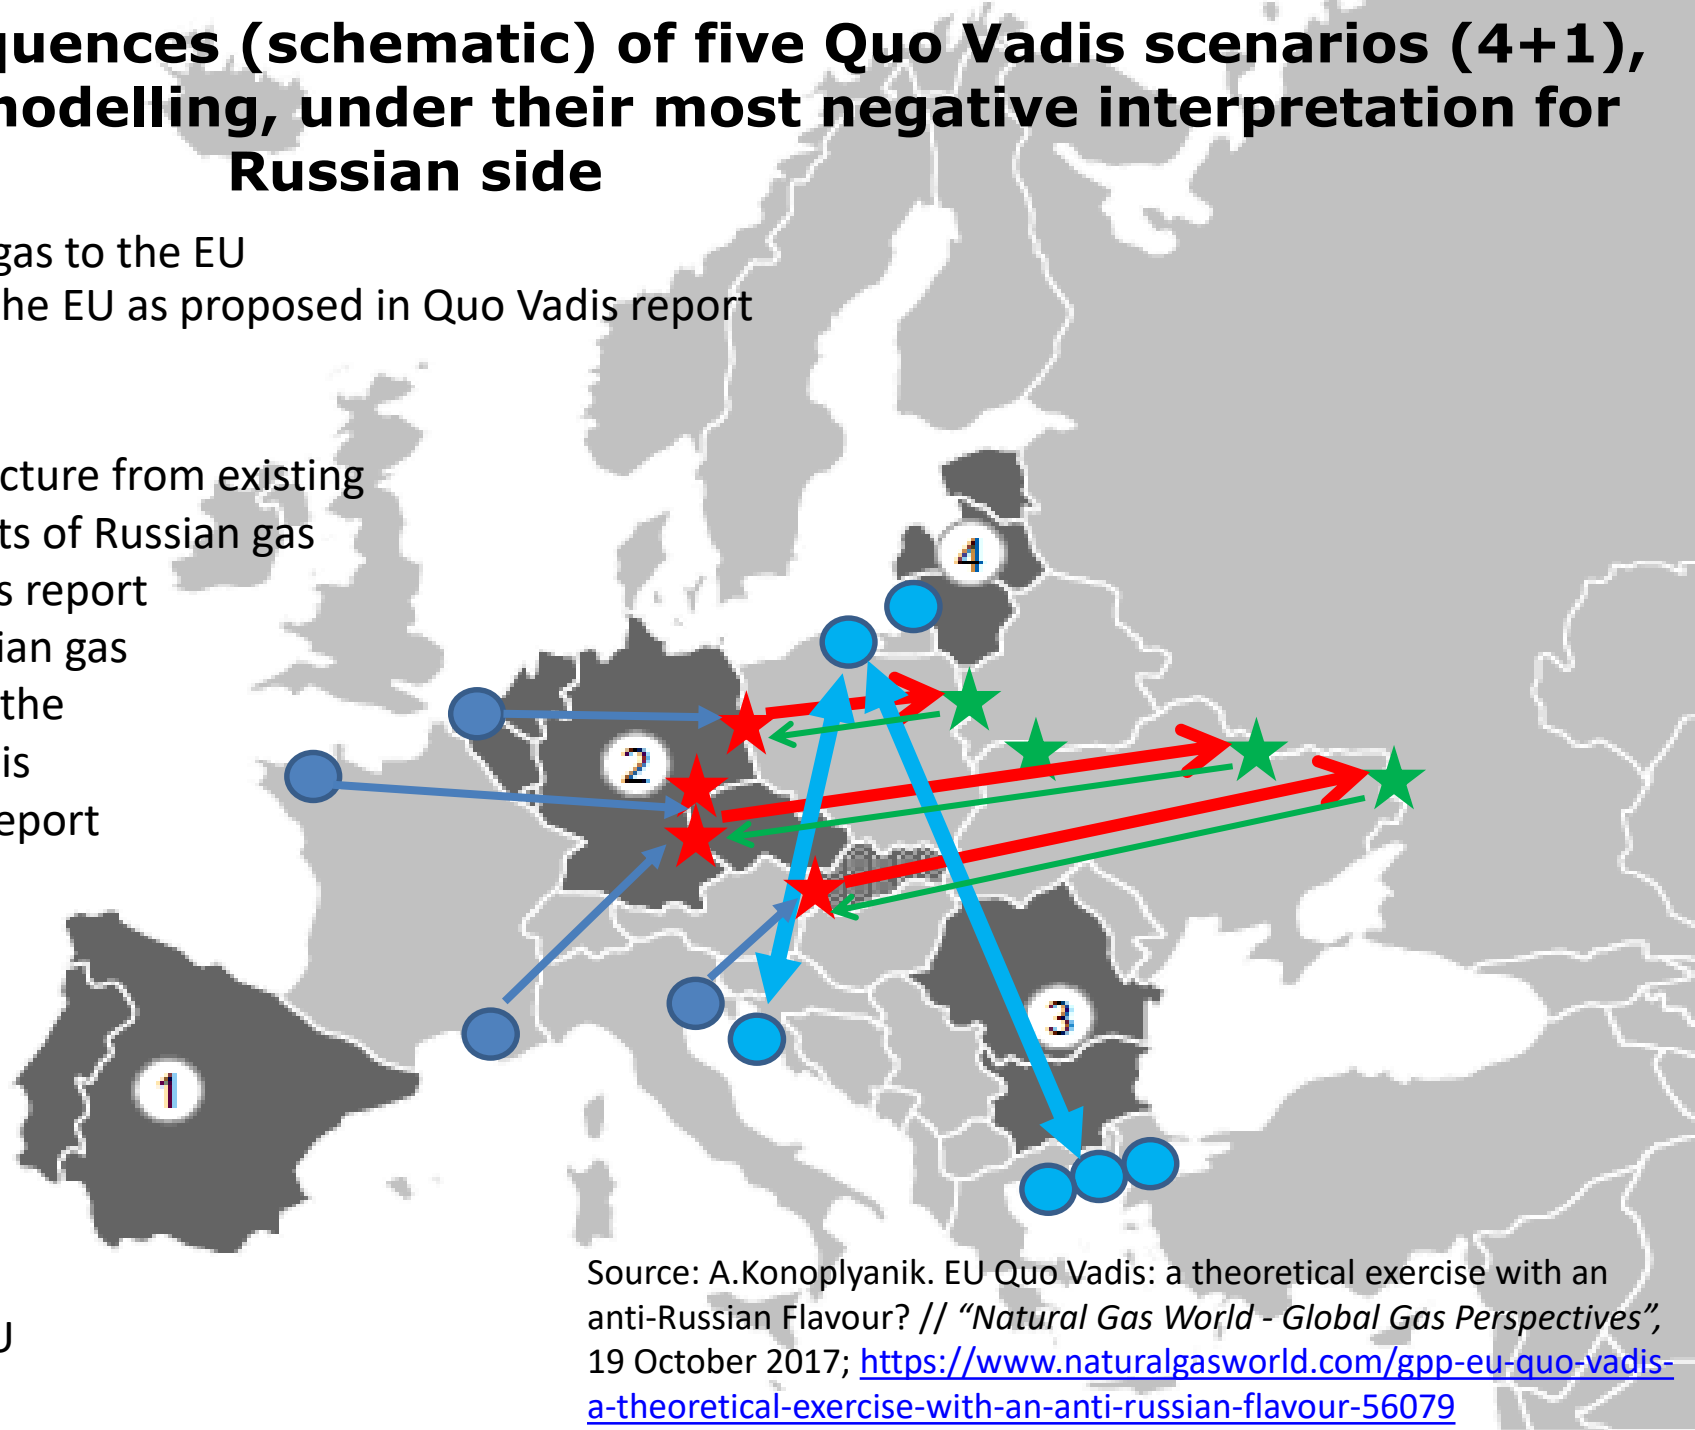 quences (schematic) of five Quo Vadis scenarios (4+1),
modelling, under their most negative interpretation for
Russian side
gas to the EU
he EU as proposed in Quo Vadis report
cture from existing
ts of Russian gas
s report
ian gas
the
is
eport
4
2
3
1
U
Source: A.Konoplyanik. EU Quo Vadis: a theoretical exercise with an
anti-Russian Flavour? // “Natural Gas World - Global Gas Perspectives”,
19 October 2017; https://www.naturalgasworld.com/gpp-eu-quo-vadis-
a-theoretical-exercise-with-an-anti-russian-flavour-56079